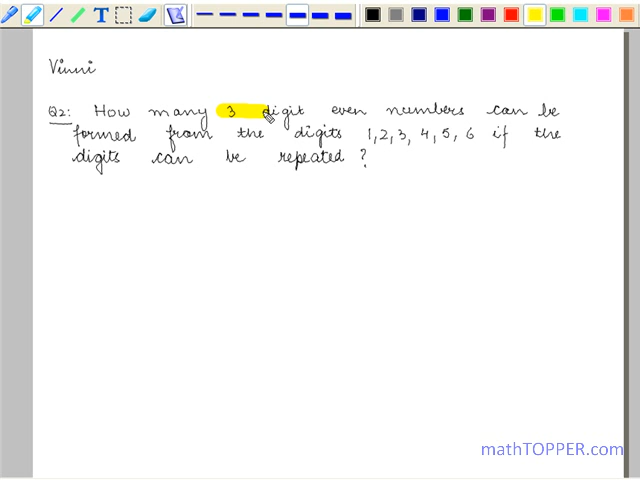 T
Vinni
Q2: How many 3 digit even numbers can be
formed from the digits 1, 2, 3, 4, 5, 6 if the
digits can be repeated ?
mathTOPPER.com